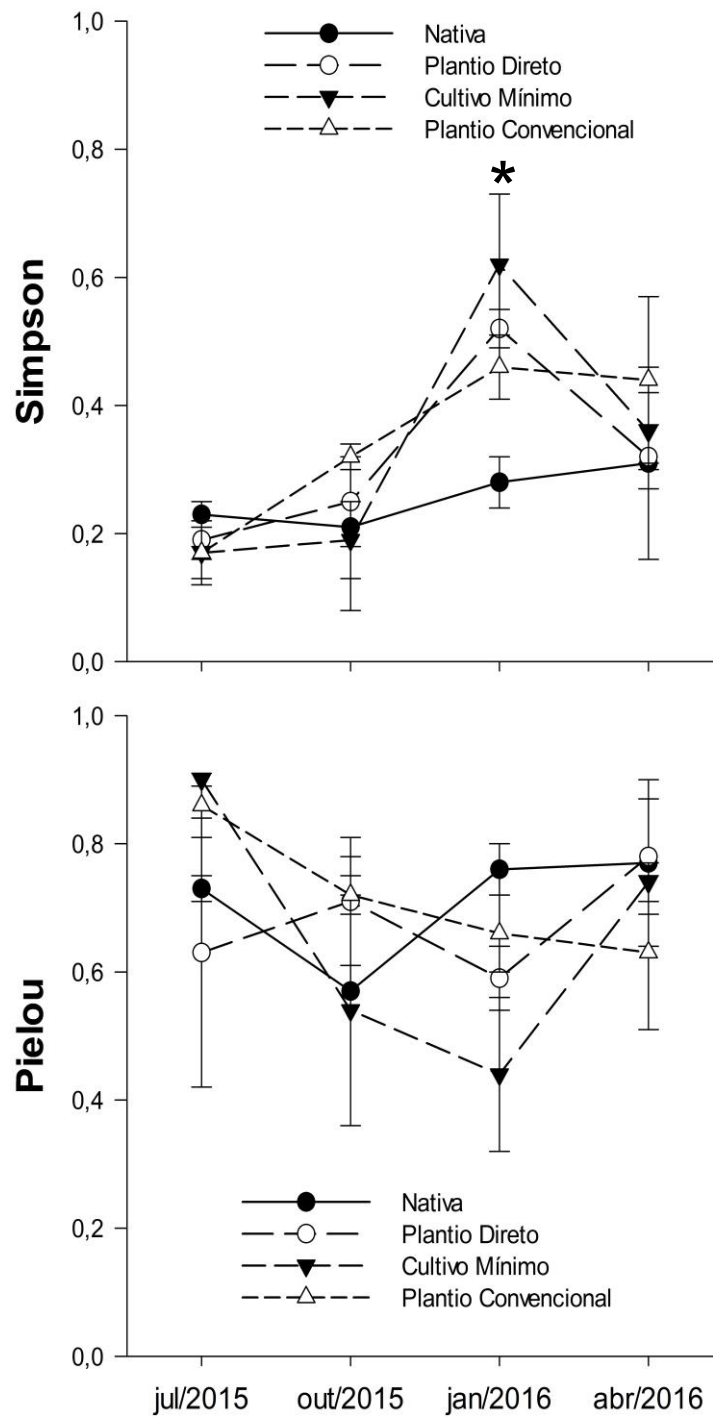 1,0
Nativa
Plantio Direto
Cultivo Mínimo
Plantio Convencional
0,8
*
0,6
Simpson
0,4
0,2
0,0
1,0
0,8
0,6
Pielou
0,4
Nativa
0,2
Plantio Direto
Cultivo Mínimo
Plantio Convencional
0,0
jul/2015 out/2015 jan/2016 abr/2016